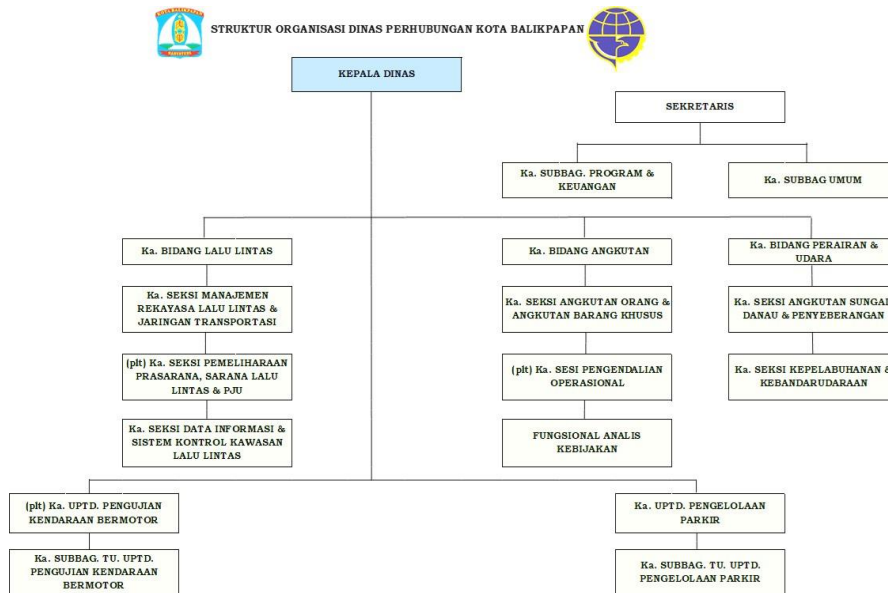 STRUKTUR ORGANISASI DINAS PERHUBUNGAN KOTA BALIKPAPAN
KEPALA DINAS
SEKRETARIS
Ka. SUBBAG. PROGRAM &
KEUANGAN
Ka. SUBBAG UMUM
Ka. BIDANG LALU LINTAS
Ka. BIDANG ANGKUTAN
Ka. BIDANG PERAIRAN &
UDARA
Ka. SEKSI MANAJEMEN
REKAYASA LALU LINTAS &
JARINGAN TRANSPORTASI
Ka. SEKSI ANGKUTAN ORANG &
ANGKUTAN BARANG KHUSUS
Ka. SEKSI ANGKUTAN SUNGAI
DANAU & PENYEBERANGAN
(plt) Ka. SEKSI PEMELIHARAAN
PRASARANA, SARANA LALU
LINTAS & PJU
(plt) Ka. SESI PENGENDALIAN
OPERASIONAL
Ka. SEKSI KEPELABUHANAN &
KEBANDARUDARAAN
Ka. SEKSI DATA INFORMASI &
SISTEM KONTROL KAWASAN
LALU LINTAS
FUNGSIONAL ANALIS
KEBIJAKAN
(plt) Ka. UPTD. PENGUJIAN
KENDARAAN BERMOTOR
Ka. UPTD. PENGELOLAAN
PARKIR
Ka. SUBBAG. TU. UPTD.
PENGUJIAN KENDARAAN
BERMOTOR
Ka. SUBBAG. TU. UPTD.
PENGELOLAAN PARKIR